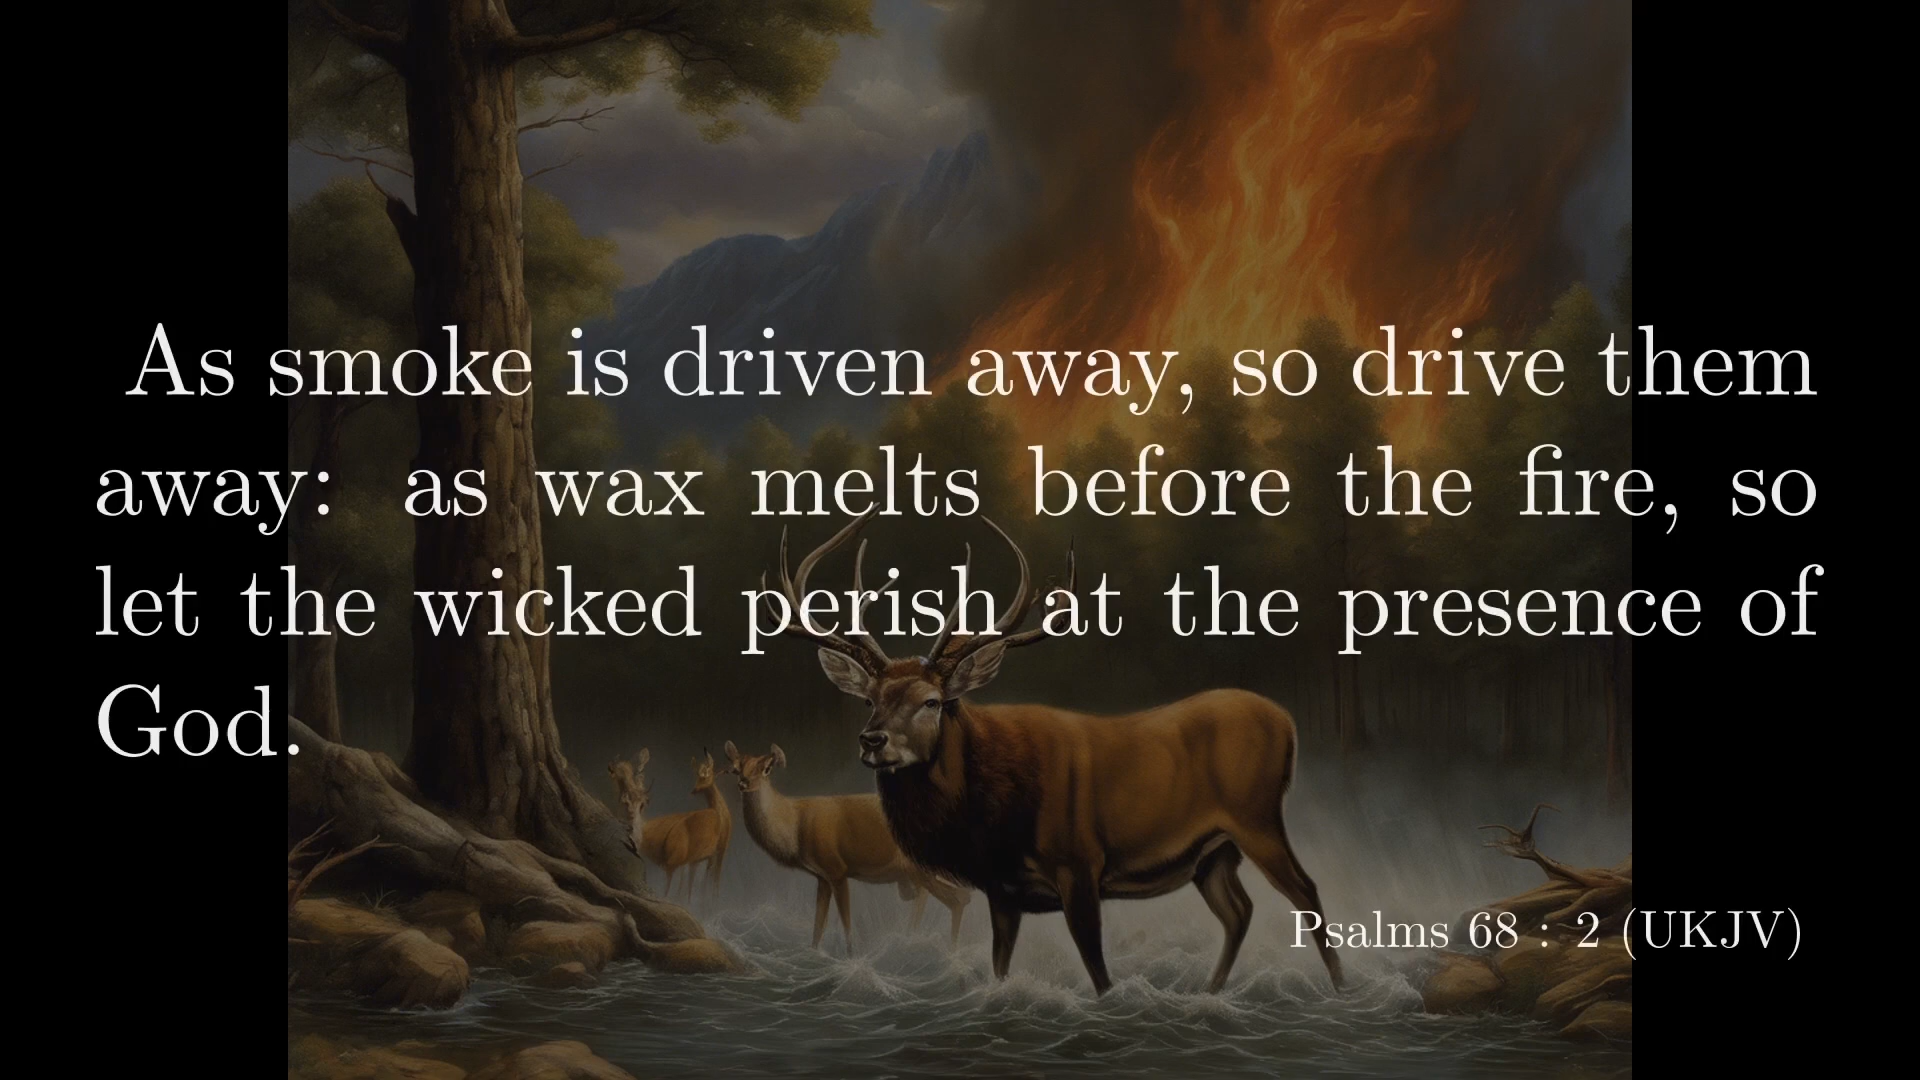 As smoke is driven away, so drive them
away: as wax melts before the fire, so
let the wicked perish at the presence of
God.
Psalms 68 : 2 (UKJV)